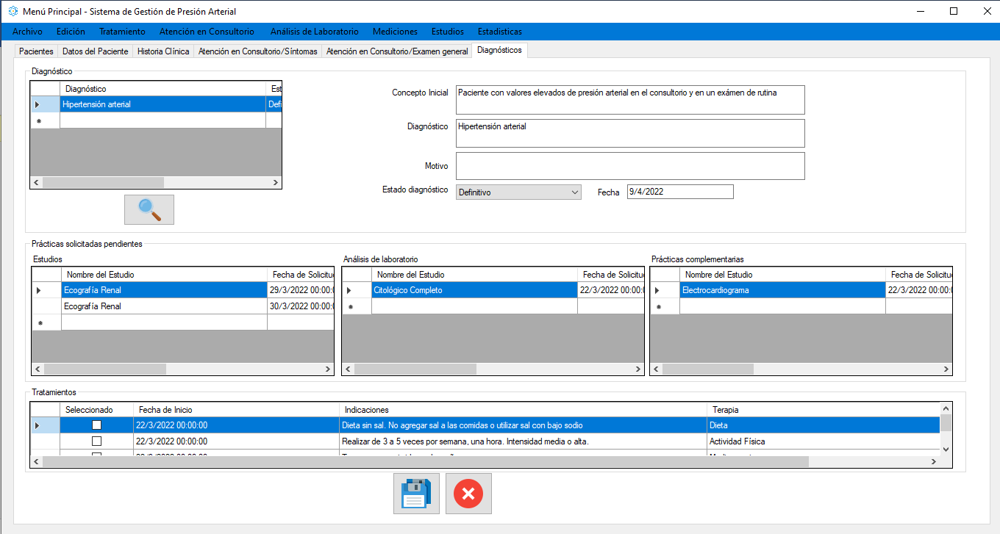 Menú Principal - Sistema de Gestión de Presión Arterial
Archivo Edición Tratamiento Atención en Consultorio Análisis de Laboratorio Mediciones Estudios Estadisticas
Pacientes Datos del Paciente Historia Clínica Atención en Consultorio/Síntomas Atención en Consultorio/Examen general Diagnósticos
Diagnóstico
Diagnóstico Est
Hipertensión arterial Defi
Concepto Inicial Paciente con valores elevados de presión arterial en el consultorio y en un exámen de rutina
Diagnóstico Hipertensión arterial
Motivo
Estado diagnóstico Definitivo Fecha 9/4/2022
Prácticas solicitadas pendientes
Estudios
Nombre del Estudio Fecha de Solicitu
Ecografía Renal 29/3/2022 00:00:0
Ecografía Renal 30/3/2022 00:00:0
Análisis de laboratorio
Nombre del Estudio Fecha de Solicitu
Citológico Completo 22/3/2022 00:00:0
Prácticas complementarias
Nombre del Estudio Fecha de Solicitu
Electrocardiograma 22/3/2022 00:00:0
Tratamientos
Seleccionado Fecha de Inicio Indicaciones Terapia
22/3/2022 00:00:00 Dieta sin sal. No agregar sal a las comidas o utilizar sal con bajo sodio Dieta
22/3/2022 00:00:00 Realizar de 3 a 5 veces por semana, una hora. Intensidad media o alta. Actividad Física